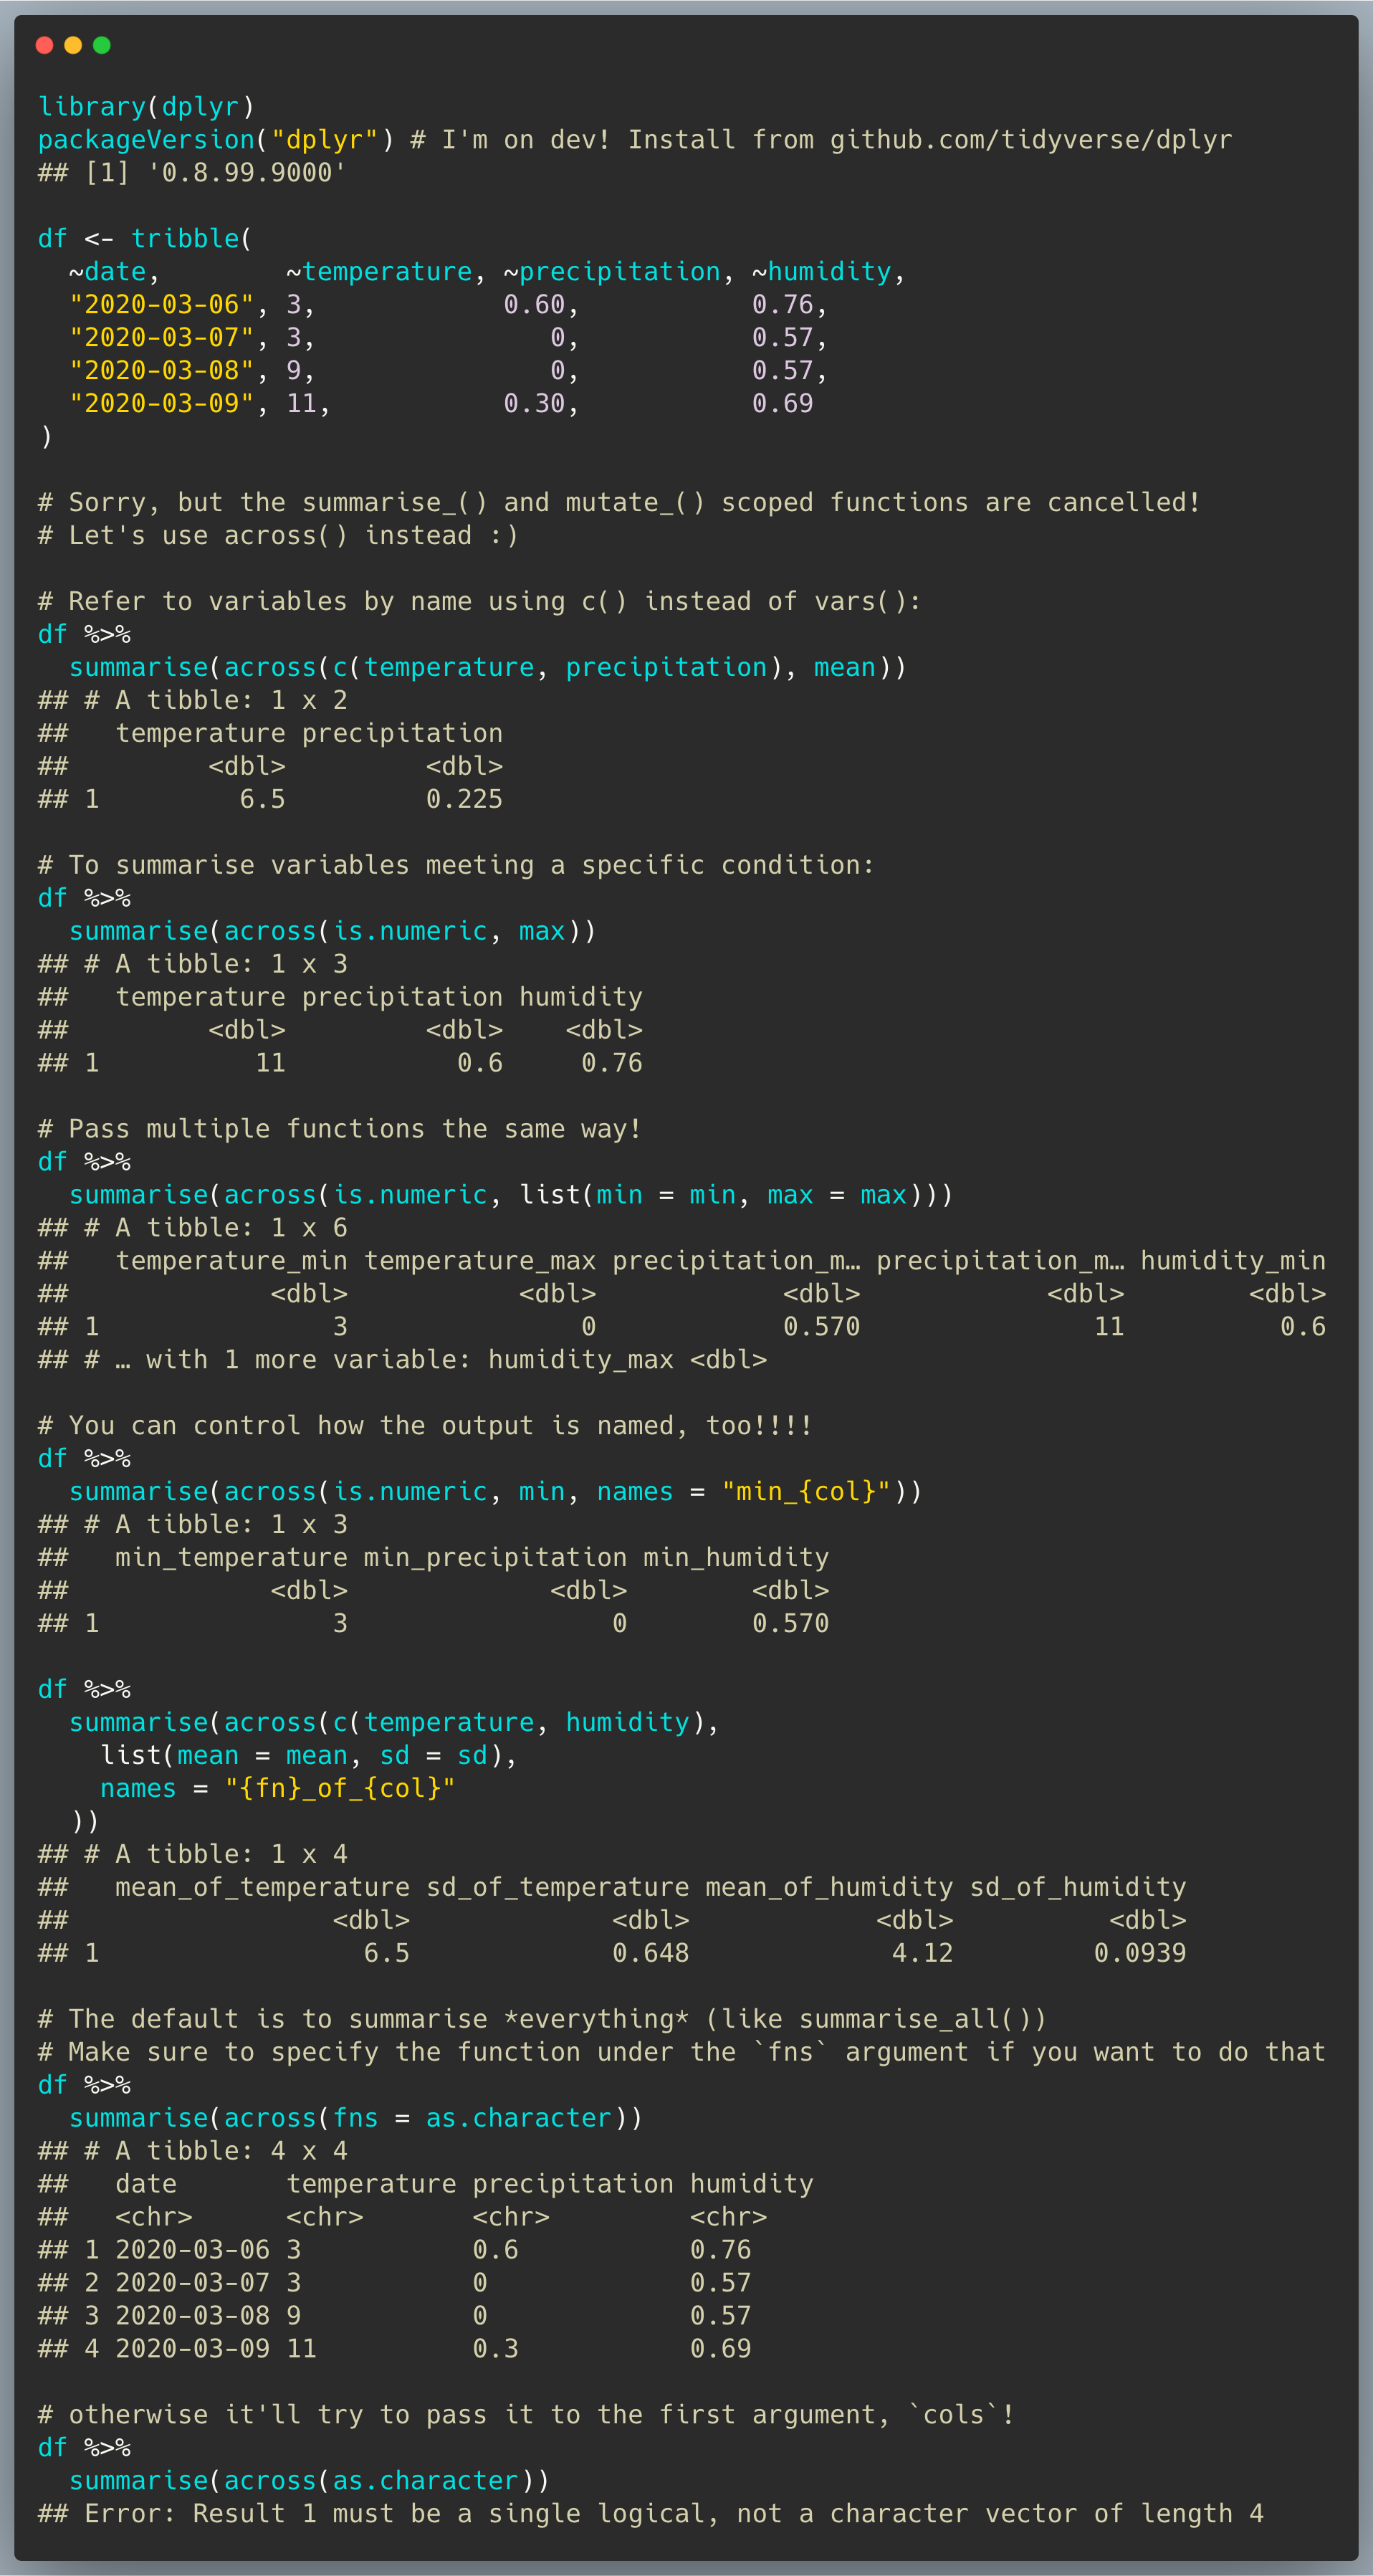 library(dplyr)
packageVersion("dplyr") # I'm on dev! Install from github.com/tidyverse/dplyr
## [1] '0.8.99.9000'

df <- tribble(
  ~date,        ~temperature, ~precipitation, ~humidity,
  "2020-03-06", 3,            0.60,           0.76,
  "2020-03-07", 3,               0,           0.57,
  "2020-03-08", 9,               0,           0.57,
  "2020-03-09", 11,           0.30,           0.69
)

# Sorry, but the summarise_() and mutate_() scoped functions are cancelled!
# Let's use across() instead :)

# Refer to variables by name using c() instead of vars():
df %>%
  summarise(across(c(temperature, precipitation), mean))
## # A tibble: 1 x 2
##   temperature precipitation
##         <dbl>         <dbl>
## 1         6.5         0.225

# To summarise variables meeting a specific condition:
df %>%
  summarise(across(is.numeric, max))
## # A tibble: 1 x 3
##   temperature precipitation humidity
##         <dbl>         <dbl>    <dbl>
## 1          11           0.6     0.76

# Pass multiple functions the same way!
df %>%
  summarise(across(is.numeric, list(min = min, max = max)))
## # A tibble: 1 x 6
##   temperature_min temperature_max precipitation_m… precipitation_m… humidity_min
##             <dbl>           <dbl>            <dbl>            <dbl>        <dbl>
## 1               3               0            0.570               11          0.6
## # … with 1 more variable: humidity_max <dbl>

# You can control how the output is named, too!!!!
df %>%
  summarise(across(is.numeric, min, names = "min_{col}"))
## # A tibble: 1 x 3
##   min_temperature min_precipitation min_humidity
##             <dbl>             <dbl>        <dbl>
## 1               3                 0        0.570

df %>%
  summarise(across(c(temperature, humidity),
    list(mean = mean, sd = sd),
    names = "{fn}_of_{col}"
  ))
## # A tibble: 1 x 4
##   mean_of_temperature sd_of_temperature mean_of_humidity sd_of_humidity
##                 <dbl>             <dbl>            <dbl>          <dbl>
## 1                 6.5             0.648             4.12         0.0939

# The default is to summarise *everything* (like summarise_all())
# Make sure to specify the function under the `fns` argument if you want to do that
df %>%
  summarise(across(fns = as.character))
## # A tibble: 4 x 4
##   date       temperature precipitation humidity
##   <chr>      <chr>       <chr>         <chr>
## 1 2020-03-06 3           0.6           0.76
## 2 2020-03-07 3           0             0.57
## 3 2020-03-08 9           0             0.57
## 4 2020-03-09 11          0.3           0.69

# otherwise it'll try to pass it to the first argument, `cols`!
df %>%
  summarise(across(as.character))
## Error: Result 1 must be a single logical, not a character vector of length 4